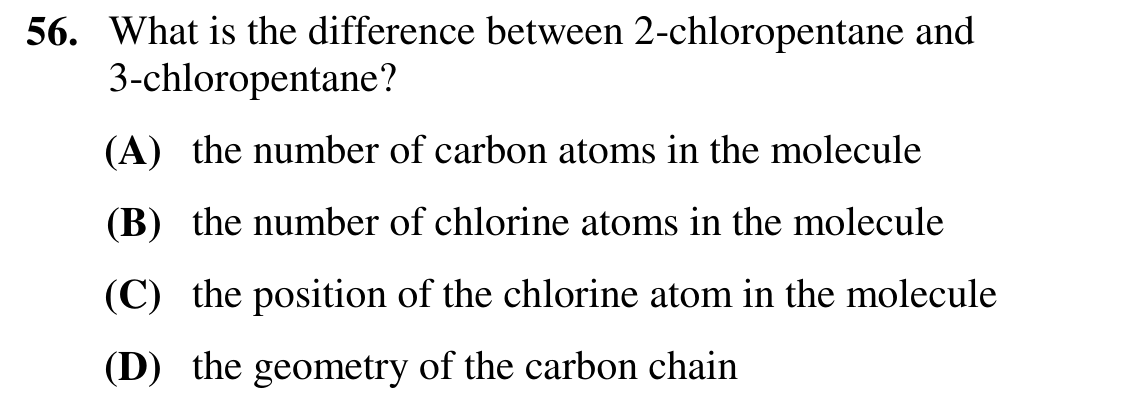 56. What is the difference between 2-chloropentane and
3-chloropentane?
(A) the number of carbon atoms in the molecule
(B) the number of chlorine atoms in the molecule
(C) the position of the chlorine atom in the molecule
(D) the geometry of the carbon chain